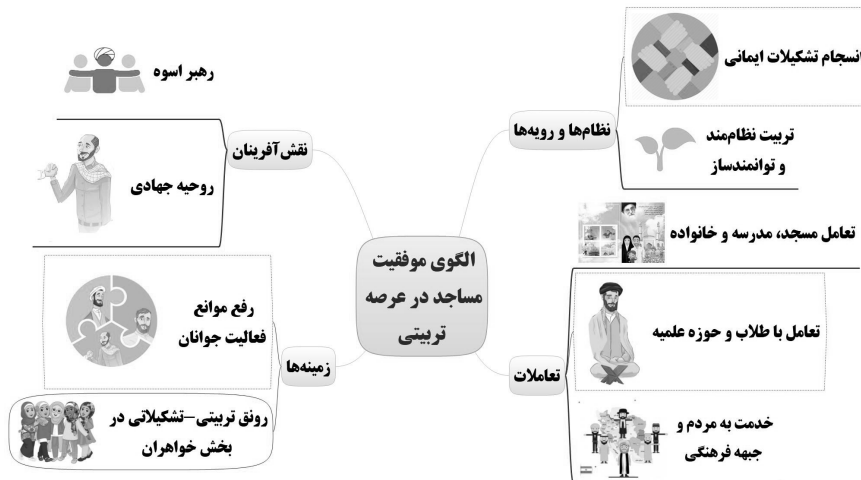 الگوی موفقیت
مساجد در عرصه
تربیتی
نظام‌ها و رویه‌ها
انسجام تشکیلات ایمانی
تربیت نظام‌مند
و توانمندساز
تعاملات
تعامل مسجد، مدرسه و خانواده
تعامل با طلاب و حوزه علمیه
خدمت به مردم و
جبهه فرهنگی
نقش‌آفرینان
رهبر اسوه
روحیه جهادی
زمینه‌ها
رفع موانع
فعالیت جوانان
رونق تربیتی-تشکیلاتی در
بخش خواهران